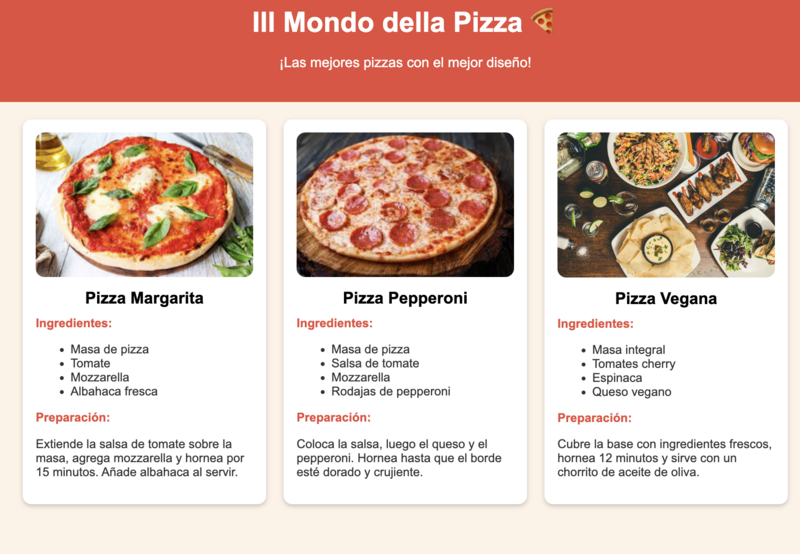 Ill Mondo della Pizza 🍕
¡Las mejores pizzas con el mejor diseño!
Pizza Margarita
Ingredientes:
• Masa de pizza
• Tomate
• Mozzarella
• Albahaca fresca
Preparación:
Extiende la salsa de tomate sobre la
masa, agrega mozzarella y hornea por
15 minutos. Añade albahaca al servir.
Pizza Pepperoni
Ingredientes:
• Masa de pizza
• Salsa de tomate
• Mozzarella
• Rodajas de pepperoni
Preparación:
Coloca la salsa, luego el queso y el
pepperoni. Hornea hasta que el borde
esté dorado y crujiente.
Pizza Vegana
Ingredientes:
• Masa integral
• Tomates cherry
• Espinaca
• Queso vegano
Preparación:
Cubre la base con ingredientes frescos,
hornea 12 minutos y sirve con un
chorrito de aceite de oliva.